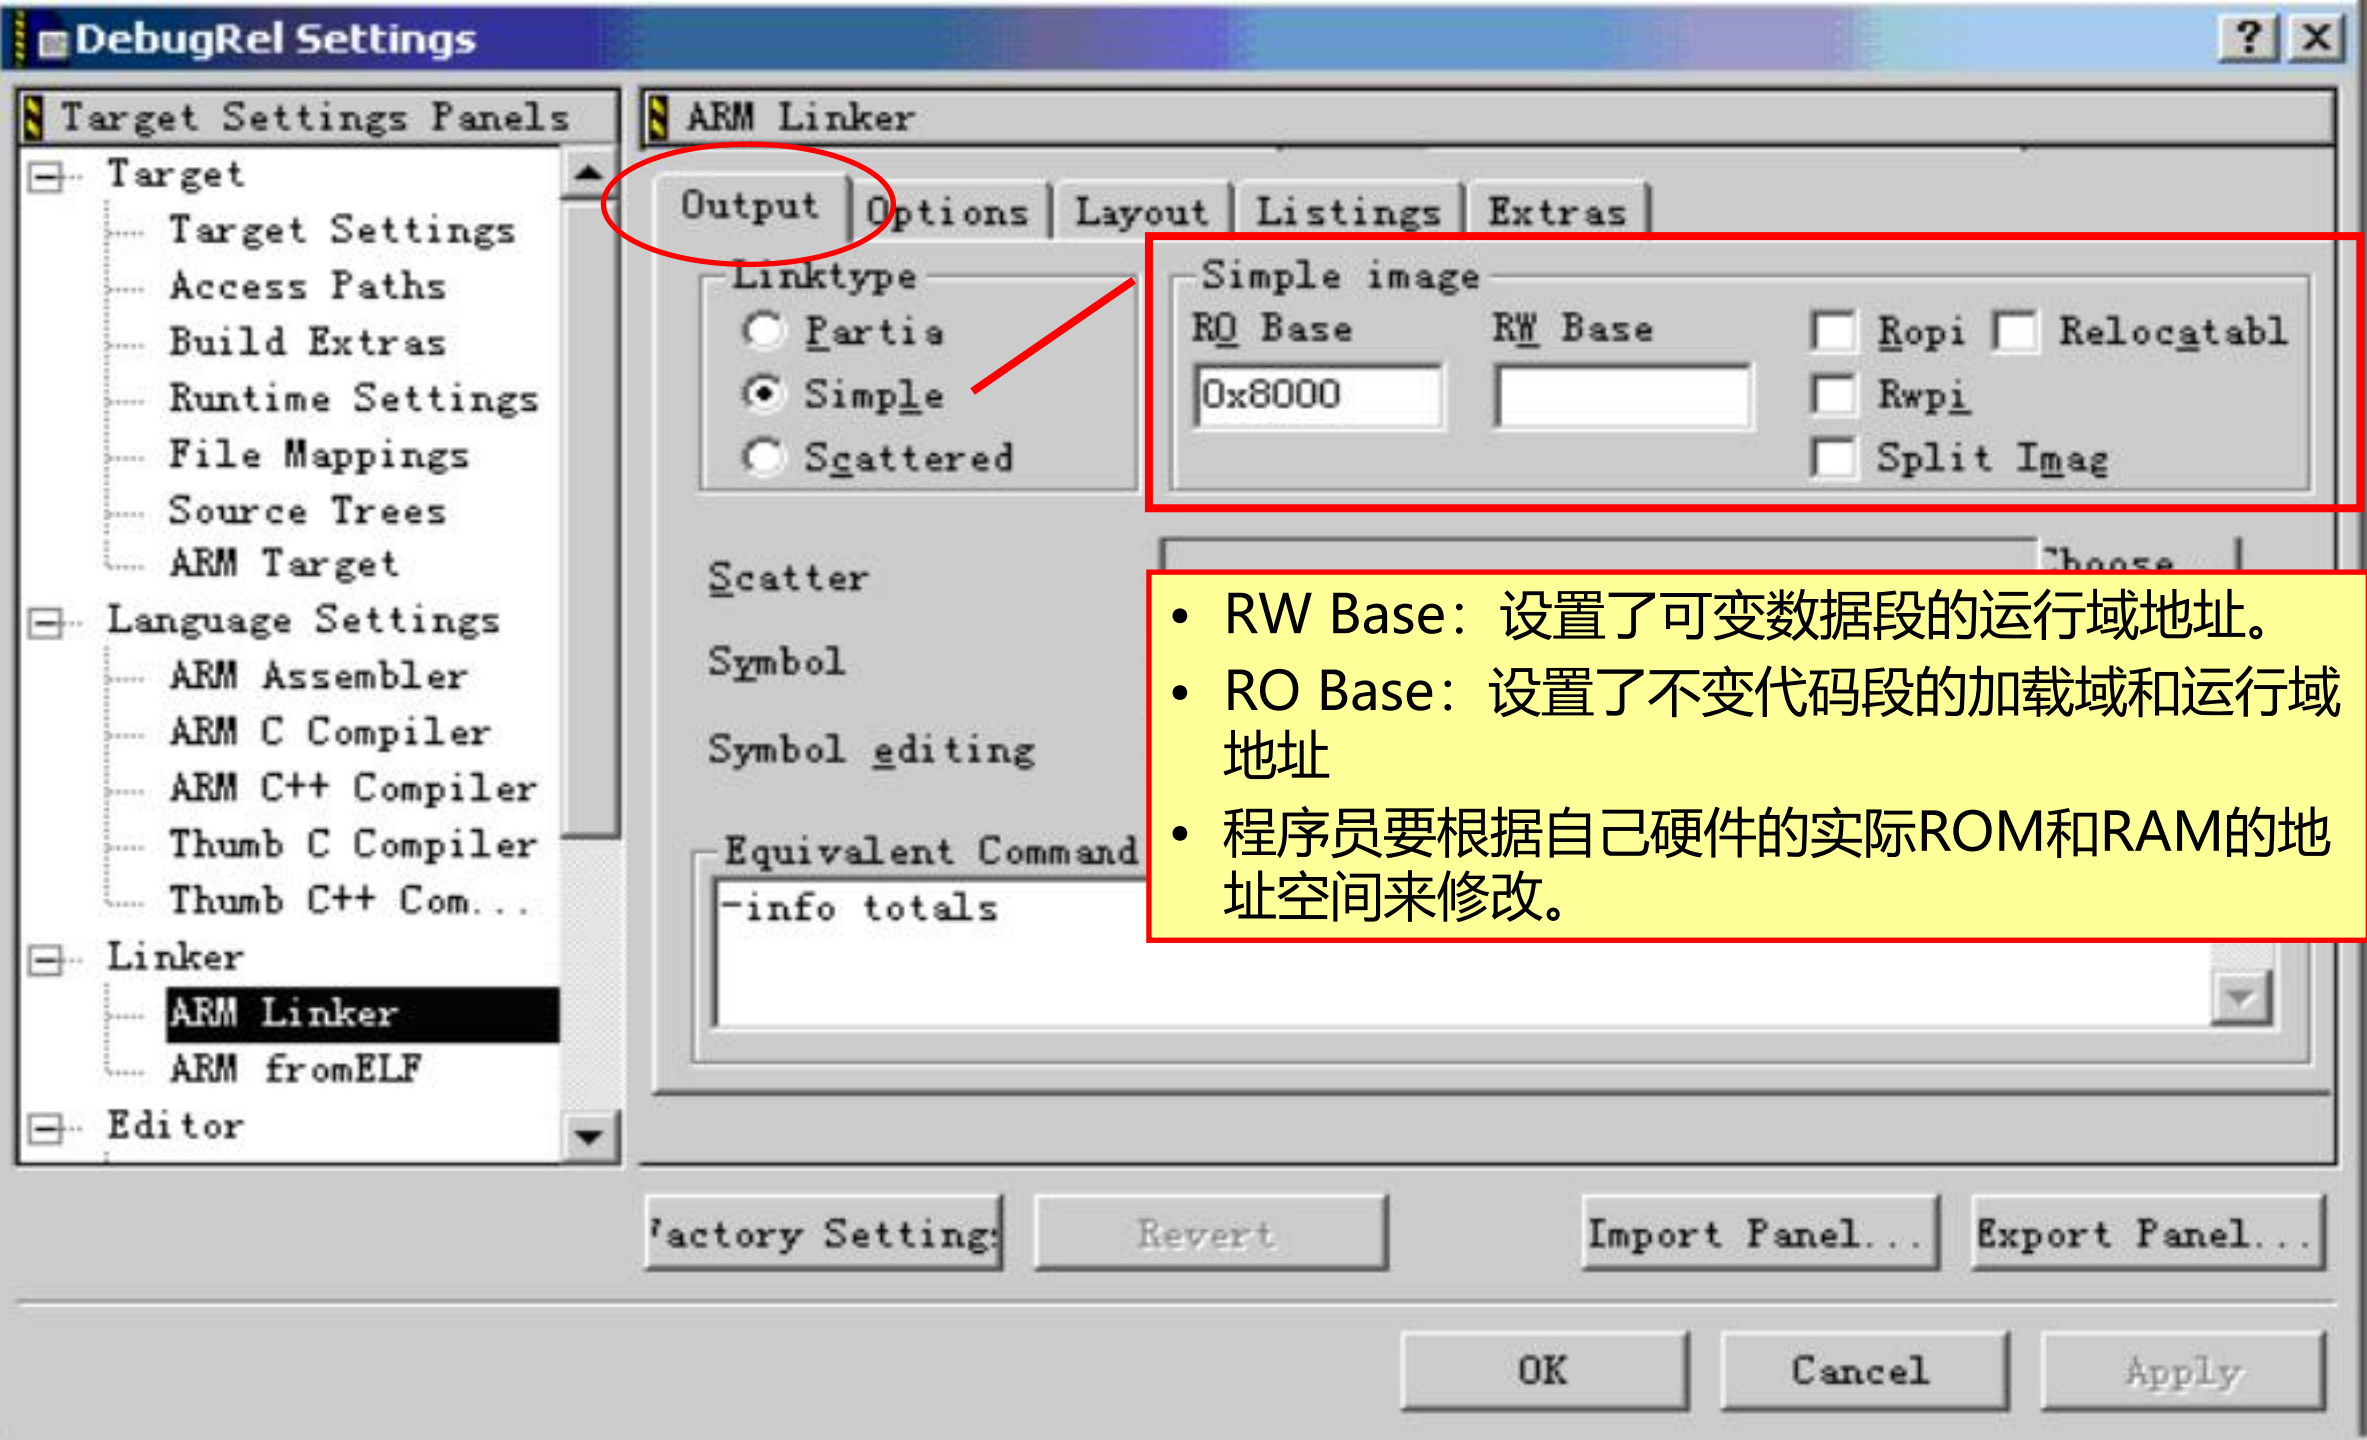 DebugRel Settings
Target Settings Panels
Target
Target Settings
Access Paths
Build Extras
Runtime Settings
File Mappings
Source Trees
ARM Target
Language Settings
ARM Assembler
ARM C Compiler
ARM C++ Compiler
Thumb C Compiler
Thumb C++ Com...
Linker
ARM Linker
ARM fromELF
Editor
ARM Linker
Output Options Layout Listings Extras
Linktype
Partia
Simple
Scattered
Simple image
RO Base RW Base
0x8000
Ropi Relocatabl
Rwpi
Split Imag
Scatter
Choose
Symbol
Symbol editing
Equivalent Command
-info totals
• RW Base：设置了可变数据段的运行域地址。
• RO Base：设置了不变代码段的加载域和运行域
地址
• 程序员要根据自己硬件的实际ROM和RAM的地
址空间来修改。
Factory Settings Revert Import Panel... Export Panel...
OK Cancel Apply